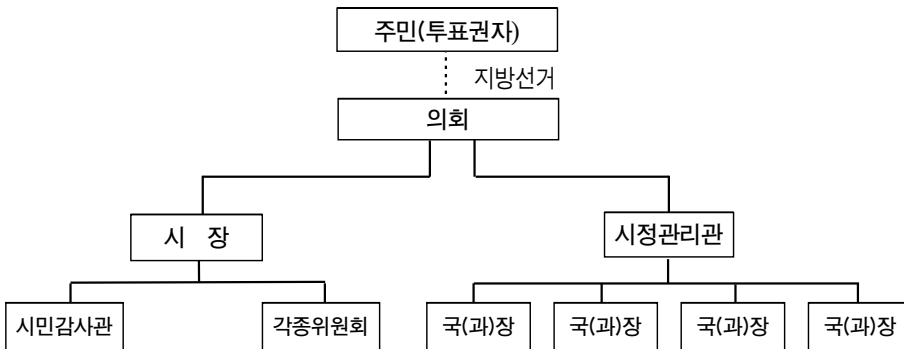 주민(투표권자)
지방선거
의회
시 장
시정관리관
시민감사관
각종위원회
국(과)장
국(과)장
국(과)장
국(과)장